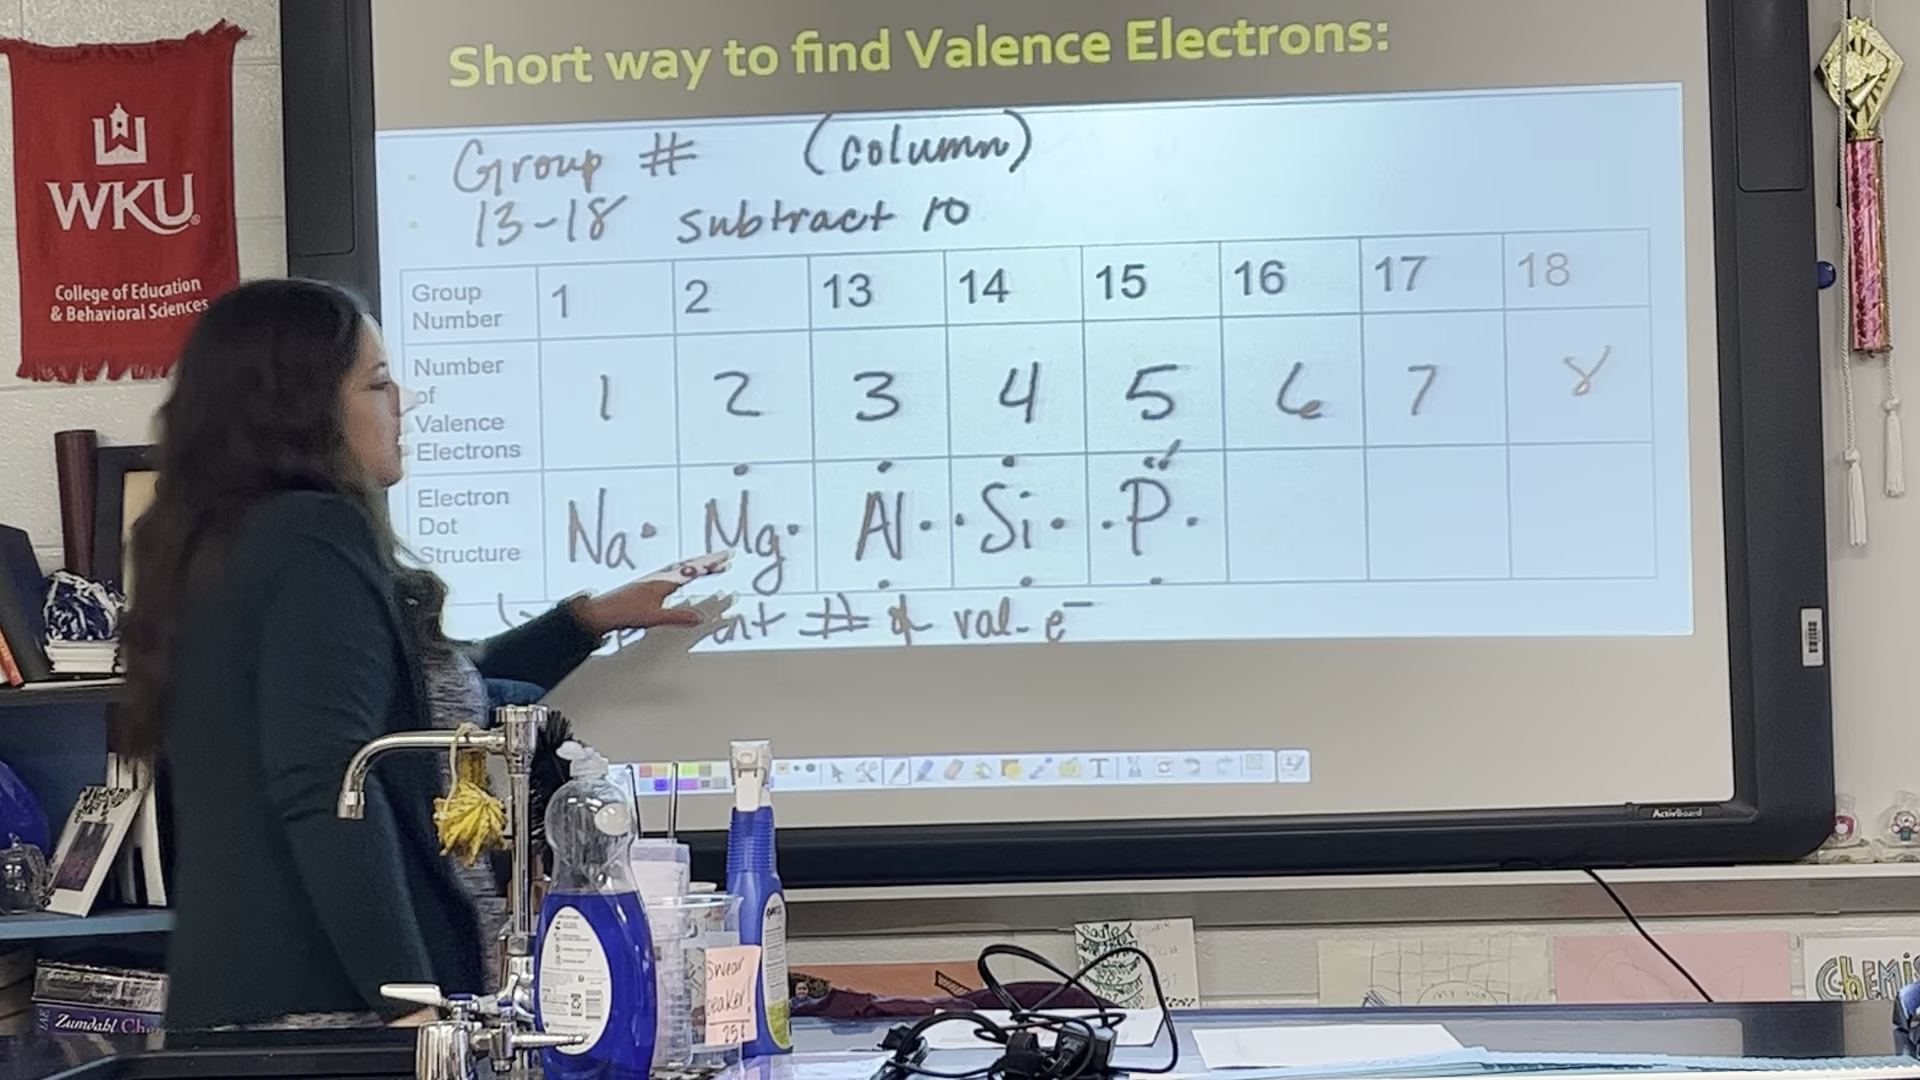 Short way to find Valence Electrons:
Group # (column)
13-18 subtract 10
Group Number 1 2 13 14 15 16 17 18
Number of Valence Electrons 1 2 3 4 5 6 7 8
Electron Dot Structure Na Mg Al Si P
# of val e⁻
WKU
College of Education
& Behavioral Sciences
ActivBoard
Zumdahl
swear
25¢